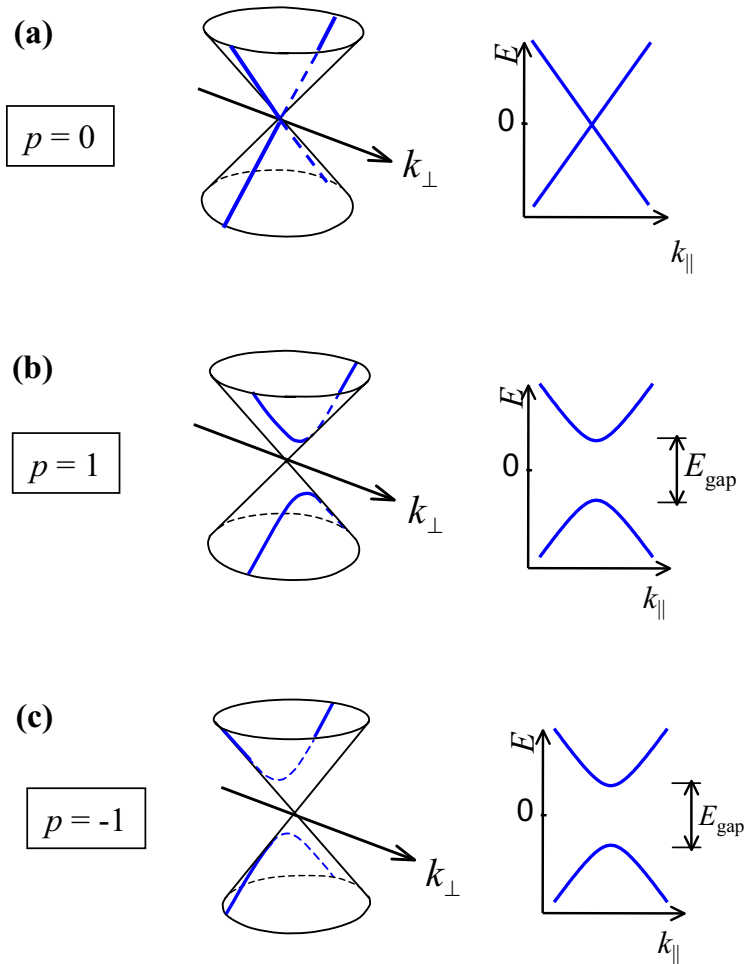 (a)
p = 0
k⊥
E
0
k||
(b)
p = 1
k⊥
E
0
Egap
k||
(c)
p = -1
k⊥
E
0
Egap
k||